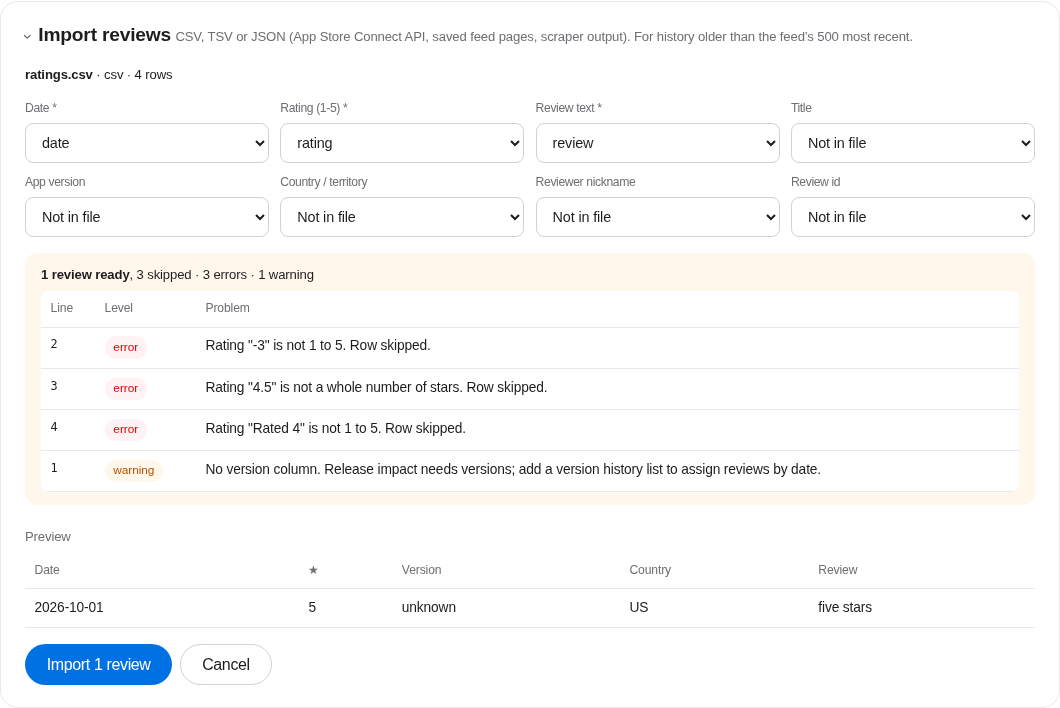 Import reviews CSV, TSV or JSON (App Store Connect API, saved feed pages, scraper output). For history older than the feed's 500 most recent.
ratings.csv · csv · 4 rows
Date * Rating (1-5) * Review text * Title
date rating review Not in file
App version Country / territory Reviewer nickname Review id
Not in file Not in file Not in file Not in file
1 review ready, 3 skipped · 3 errors · 1 warning
Line Level Problem
2 error Rating "-3" is not 1 to 5. Row skipped.
3 error Rating "4.5" is not a whole number of stars. Row skipped.
4 error Rating "Rated 4" is not 1 to 5. Row skipped.
1 warning No version column. Release impact needs versions; add a version history list to assign reviews by date.
Preview
Date ★ Version Country Review
2026-10-01 5 unknown US five stars
Import 1 review Cancel